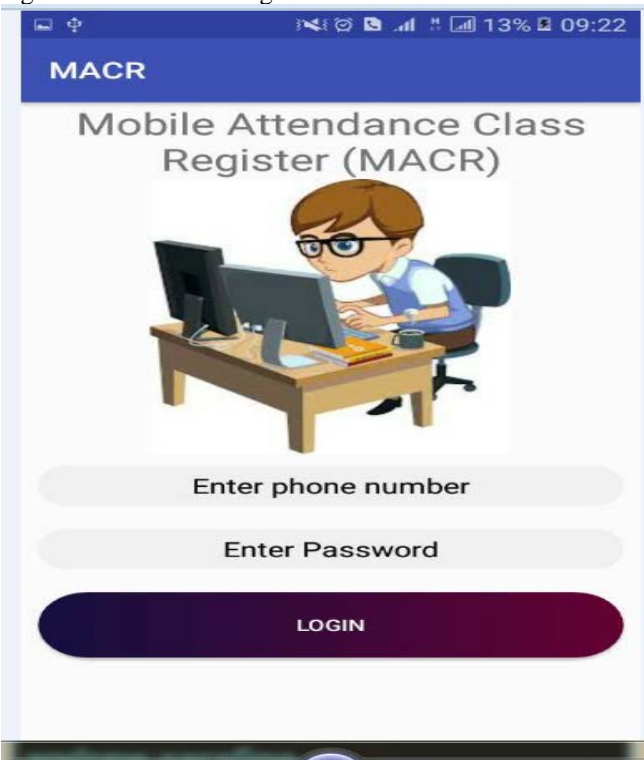 13% 09:22
MACR
Mobile Attendance Class
Register (MACR)
Enter phone number
Enter Password
LOGIN